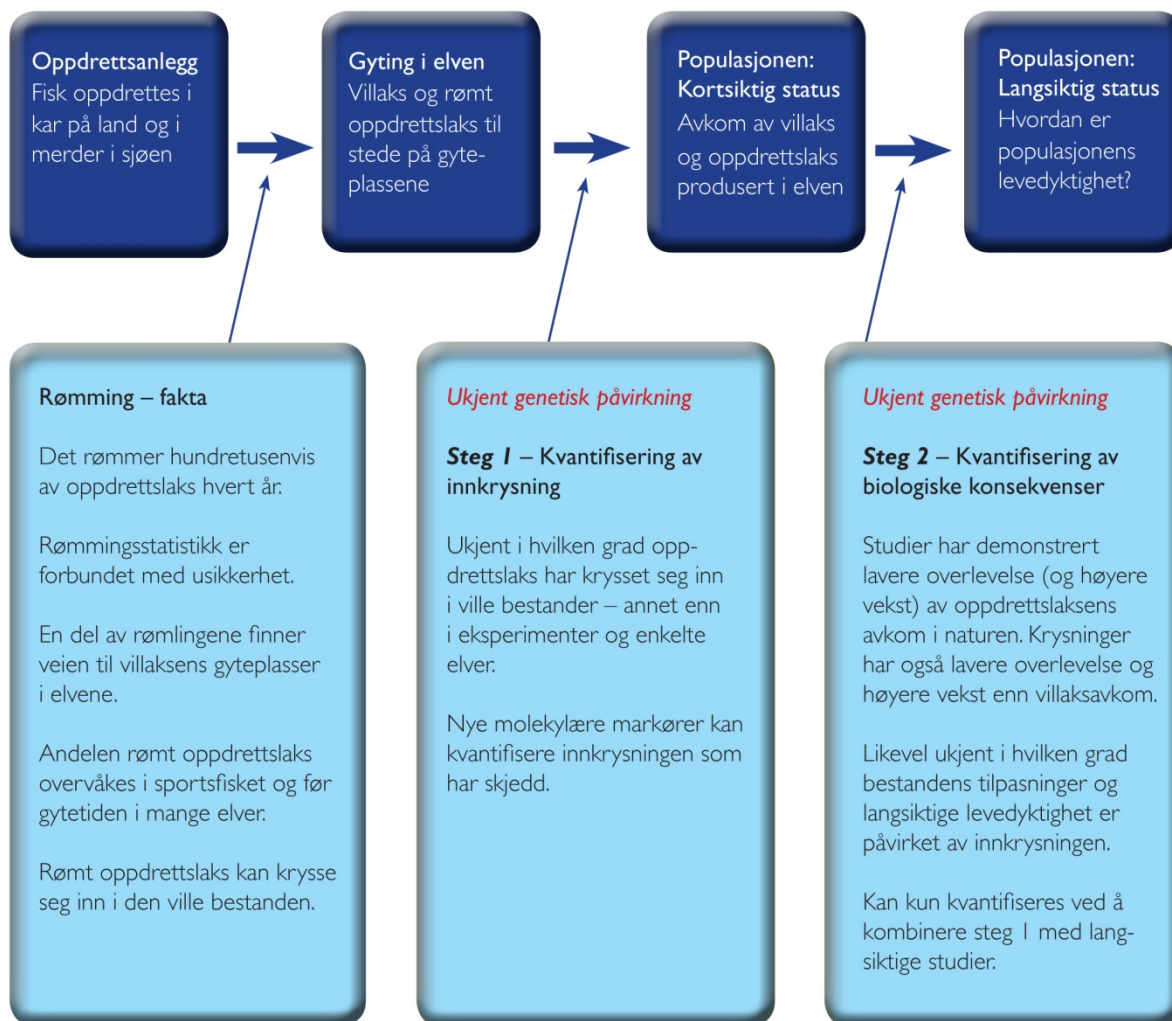 Oppdrettsanlegg
Fisk oppdrettes i
kar på land og i
merder i sjøen
Gyting i elven
Villaks og rømt
oppdrettslaks til
stede på gyte-
plassene
Populasjonen:
Kortsiktig status
Avkom av villaks
og oppdrettslaks
produsert i elven
Populasjonen:
Langsiktig status
Hvordan er
populasjonens
levedyktighet?
Rømming – fakta
Det rømmer hundretusenvis
av oppdrettslaks hvert år.
Rømmingsstatistikk er
forbundet med usikkerhet.
En del av rømlingene finner
veien til villaksens gyteplasser
i elvene.
Andelen rømt oppdrettslaks
overvåkes i sportsfisket og før
gytetiden i mange elver.
Rømt oppdrettslaks kan krysse
seg inn i den ville bestanden.
Ukjent genetisk påvirkning
Steg 1 – Kvantifisering av
innkrysning
Ukjent i hvilken grad opp-
drettslaks har krysset seg inn
i ville bestander – annet enn
i eksperimenter og enkelte
elver.
Nye molekylære markører kan
kvantifisere innkrysningen som
har skjedd.
Ukjent genetisk påvirkning
Steg 2 – Kvantifisering av
biologiske konsekvenser
Studier har demonstrert
lavere overlevelse (og høyere
vekst) av oppdrettslaksens
avkom i naturen. Krysninger
har også lavere overlevelse og
høyere vekst enn villaksavkom.
Likevel ukjent i hvilken grad
bestandens tilpasninger og
langsiktige levedyktighet er
påvirket av innkrysningen.
Kan kun kvantifiseres ved å
kombinere steg 1 med lang-
siktige studier.